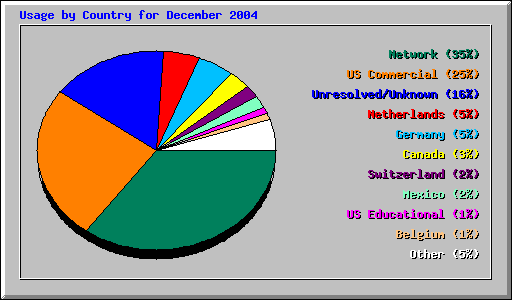 Usage by Country for December 2004
Network (35%)
US Commercial (25%)
Unresolved/Unknown (16%)
Netherlands (5%)
Germany (5%)
Canada (3%)
Switzerland (2%)
Mexico (2%)
US Educational (1%)
Belgium (1%)
Other (5%)